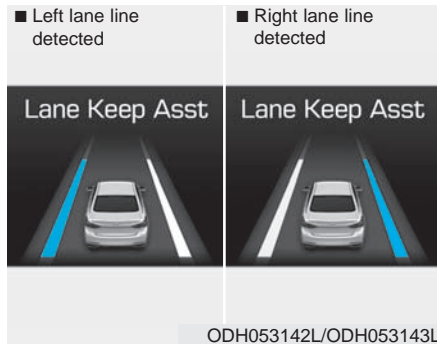 ■ Left lane line
detected
■ Right lane line
detected
Lane Keep Asst
Lane Keep Asst
ODH053142L/ODH053143L